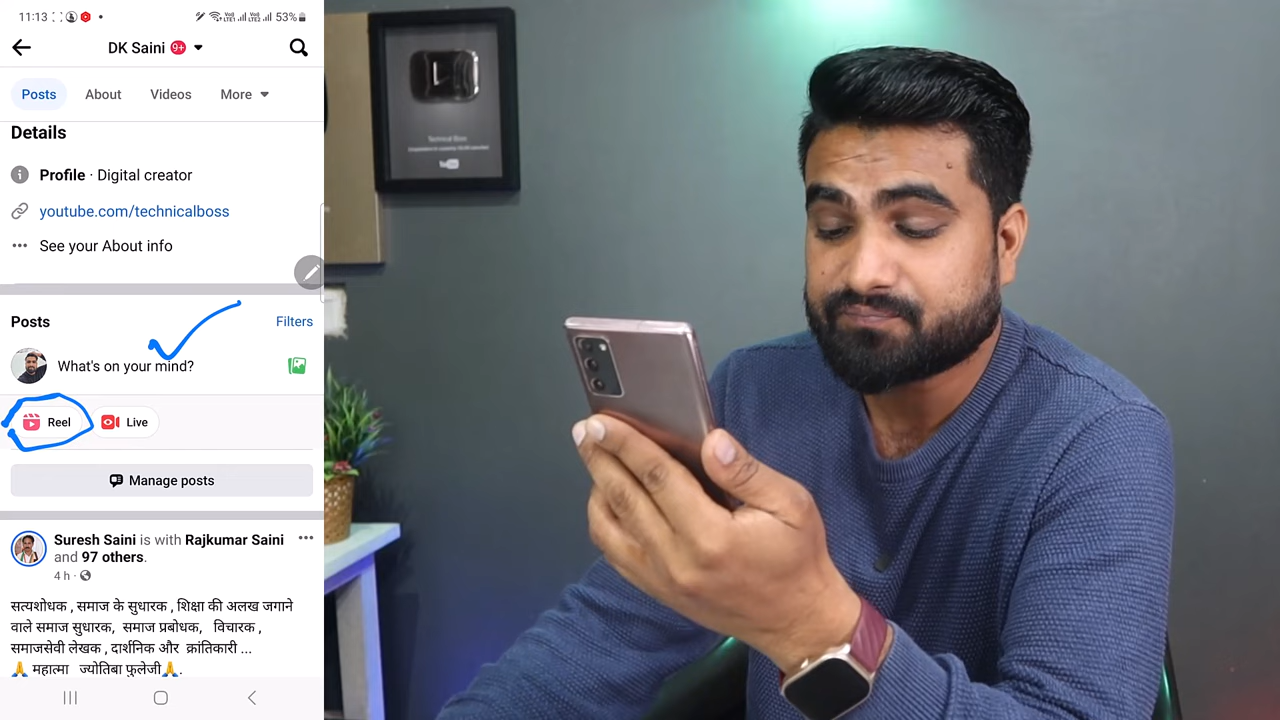 11:13
53%
DK Saini 9+
Posts About Videos More
Details
Profile · Digital creator
youtube.com/technicalboss
See your About info
Posts Filters
What's on your mind?
Reel Live
Manage posts
Suresh Saini is with Rajkumar Saini
and 97 others.
4 h ·
सत्यशोधक , समाज के सुधारक , शिक्षा की अलख जगाने
वाले समाज सुधारक, समाज प्रबोधक, विचारक ,
समाजसेवी लेखक , दार्शनिक और क्रांतिकारी ...
🙏 महात्मा ज्योतिबा फुलेजी🙏.
Technical Boss
YouTube